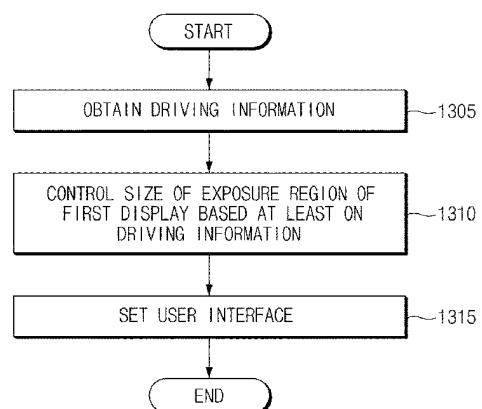 START
OBTAIN DRIVING INFORMATION
1305
CONTROL SIZE OF EXPOSURE REGION OF
FIRST DISPLAY BASED AT LEAST ON
DRIVING INFORMATION
1310
SET USER INTERFACE
1315
END